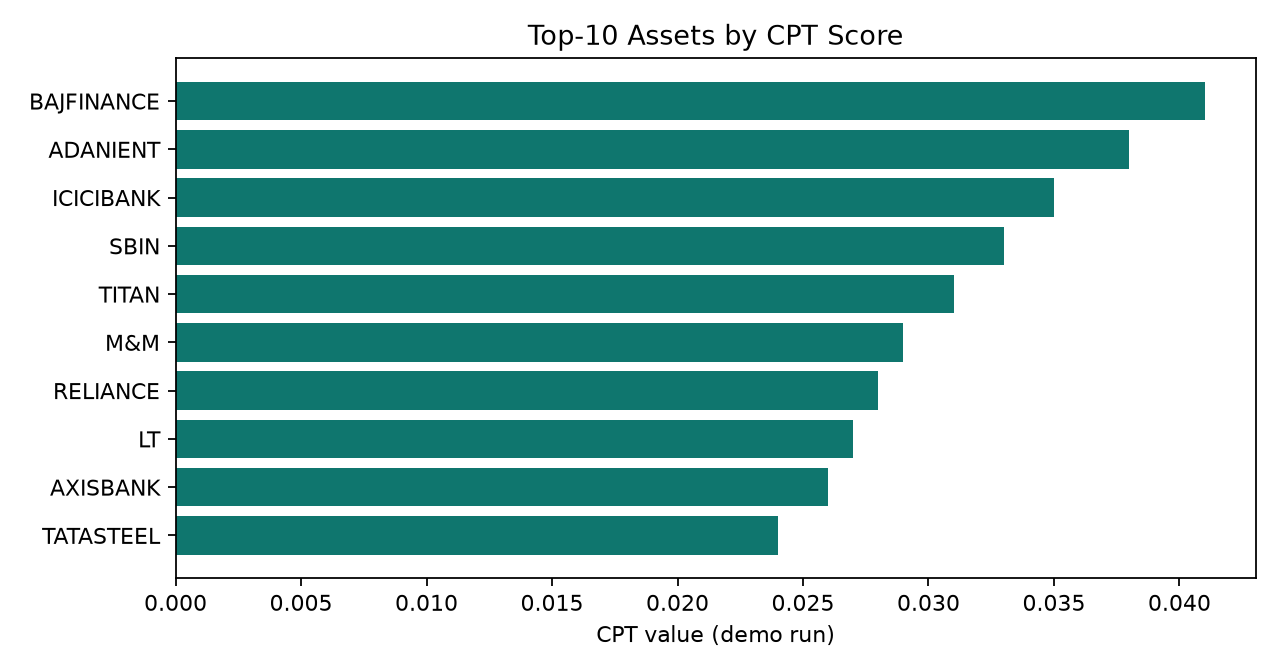 Top-10 Assets by CPT Score
BAJFINANCE
ADANIENT
ICICIBANK
SBIN
TITAN
M&M
RELIANCE
LT
AXISBANK
TATASTEEL
0.000 0.005 0.010 0.015 0.020 0.025 0.030 0.035 0.040
CPT value (demo run)